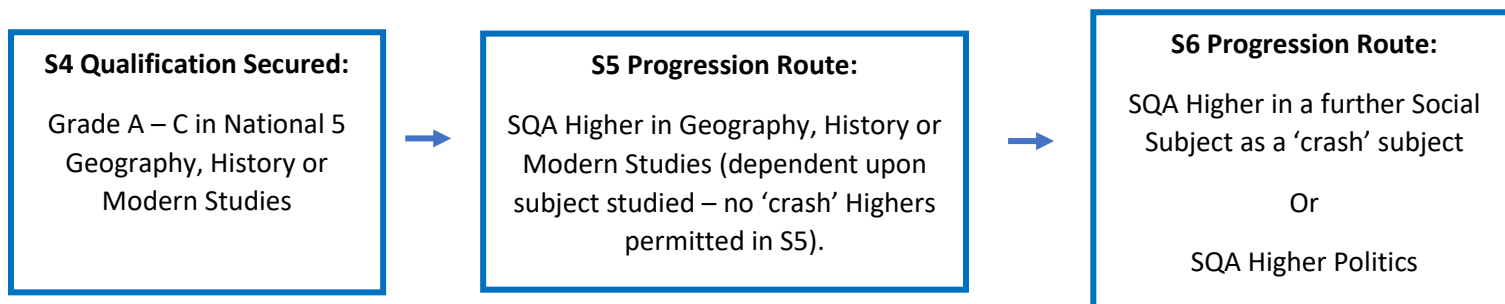 S4 Qualification Secured:
Grade A – C in National 5
Geography, History or
Modern Studies
S5 Progression Route:
SQA Higher in Geography, History or
Modern Studies (dependent upon
subject studied – no ‘crash’ Highers
permitted in S5).
S6 Progression Route:
SQA Higher in a further Social
Subject as a ‘crash’ subject
Or
SQA Higher Politics